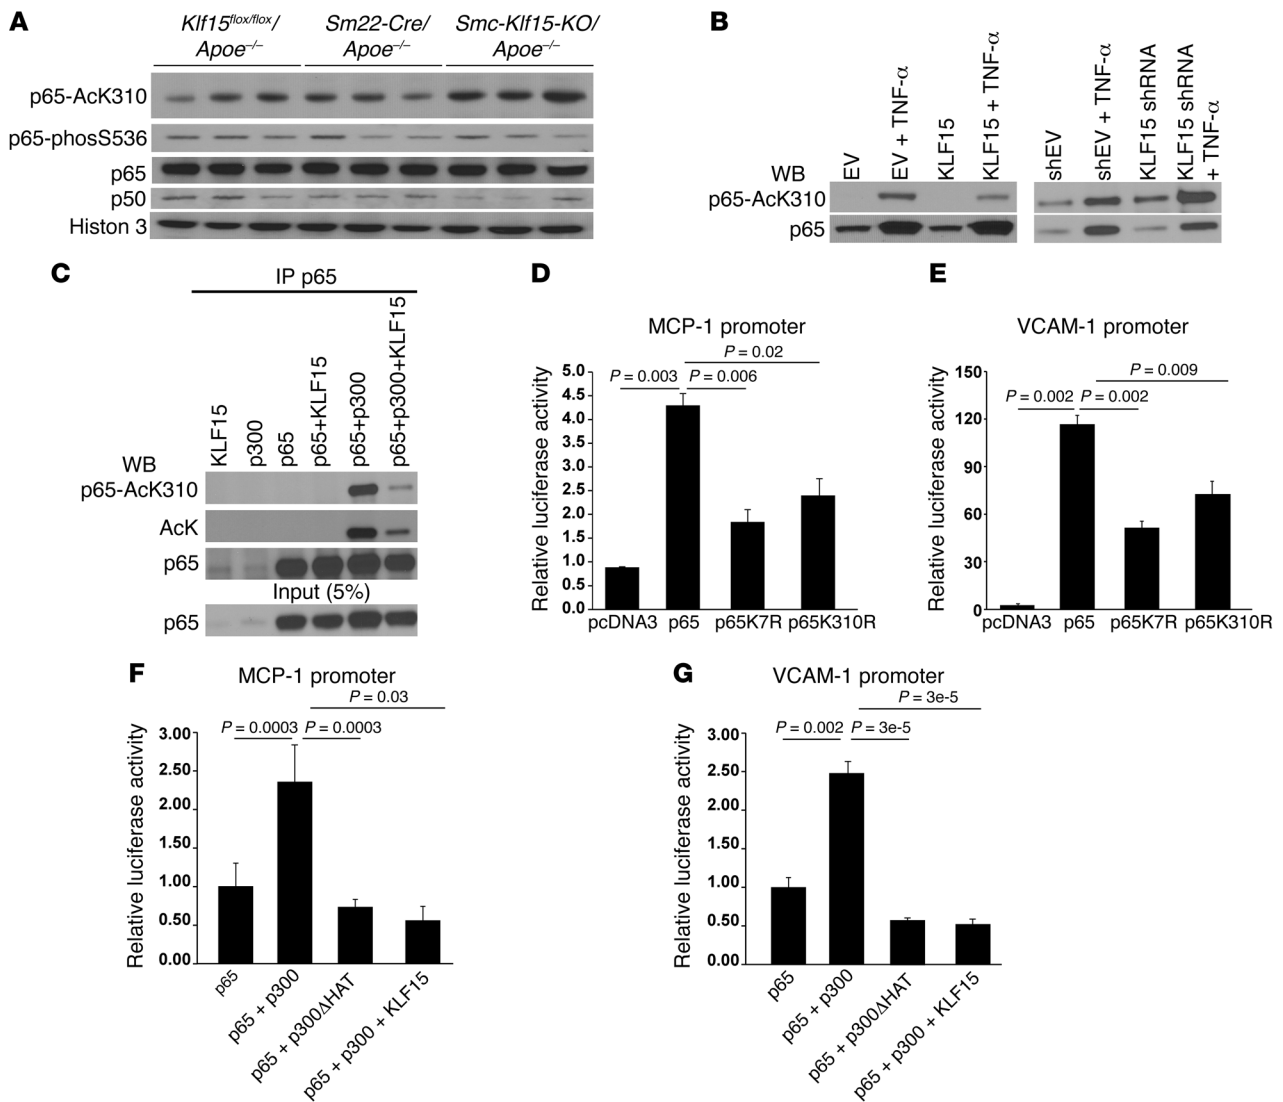 A
Klf15flox/flox/
Apoe–/–
Sm22-Cre/
Apoe–/–
Smc-Klf15-KO/
Apoe–/–
p65-AcK310
p65-phosS536
p65
p50
Histon 3
B
WB
EV
EV + TNF-α
KLF15
KLF15 + TNF-α
shEV
shEV + TNF-α
KLF15 shRNA
KLF15 shRNA
+ TNF-α
p65-AcK310
p65
C
IP p65
WB
KLF15
p300
p65
p65+KLF15
p65+p300
p65+p300+KLF15
p65-AcK310
AcK
p65
Input (5%)
p65
D
MCP-1 promoter
P = 0.02
P = 0.003
P = 0.006
Relative luciferase activity
5.0
4.5
4.0
3.5
3.0
2.5
2.0
1.5
1.0
0.5
0.0
pcDNA3
p65
p65K7R
p65K310R
E
VCAM-1 promoter
P = 0.009
P = 0.002
P = 0.002
Relative luciferase activity
150
120
90
60
30
0
pcDNA3
p65
p65K7R
p65K310R
F
MCP-1 promoter
P = 0.03
P = 0.0003
P = 0.0003
Relative luciferase activity
3.00
2.50
2.00
1.50
1.00
0.50
0.00
p65
p65 + p300
p65 + p300ΔHAT
p65 + p300 + KLF15
G
VCAM-1 promoter
P = 3e-5
P = 0.002
P = 3e-5
Relative luciferase activity
3.00
2.50
2.00
1.50
1.00
0.50
0.00
p65
p65 + p300
p65 + p300ΔHAT
p65 + p300 + KLF15